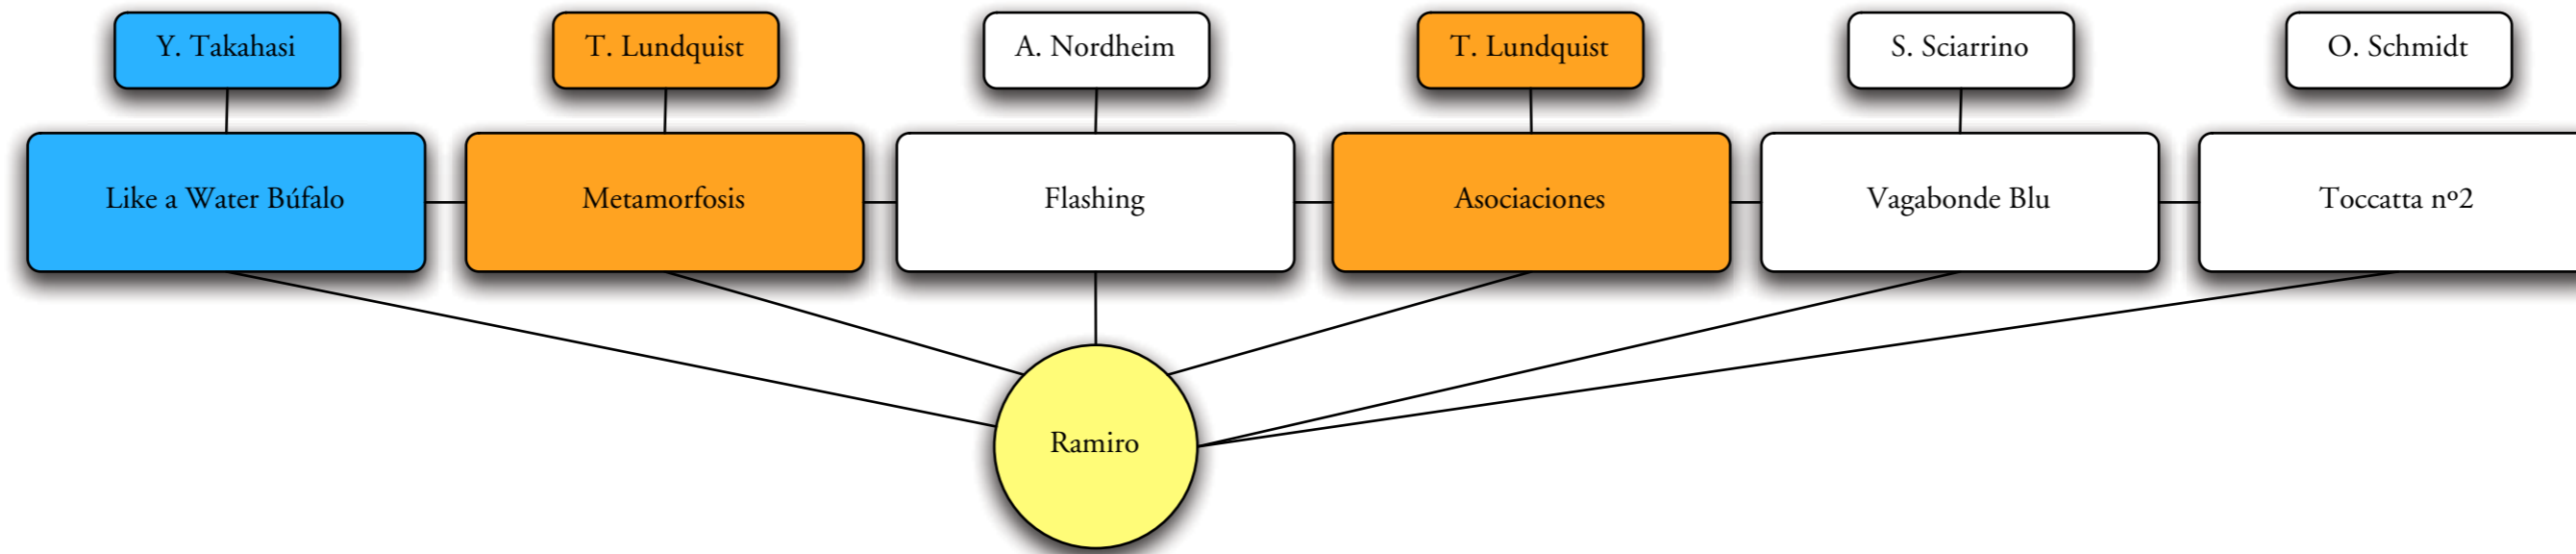 Y. Takahasi
T. Lundquist
A. Nordheim
T. Lundquist
S. Sciarrino
O. Schmidt
Like a Water Búfalo
Metamorfosis
Flashing
Asociaciones
Vagabonde Blu
Toccatta nº2
Ramiro